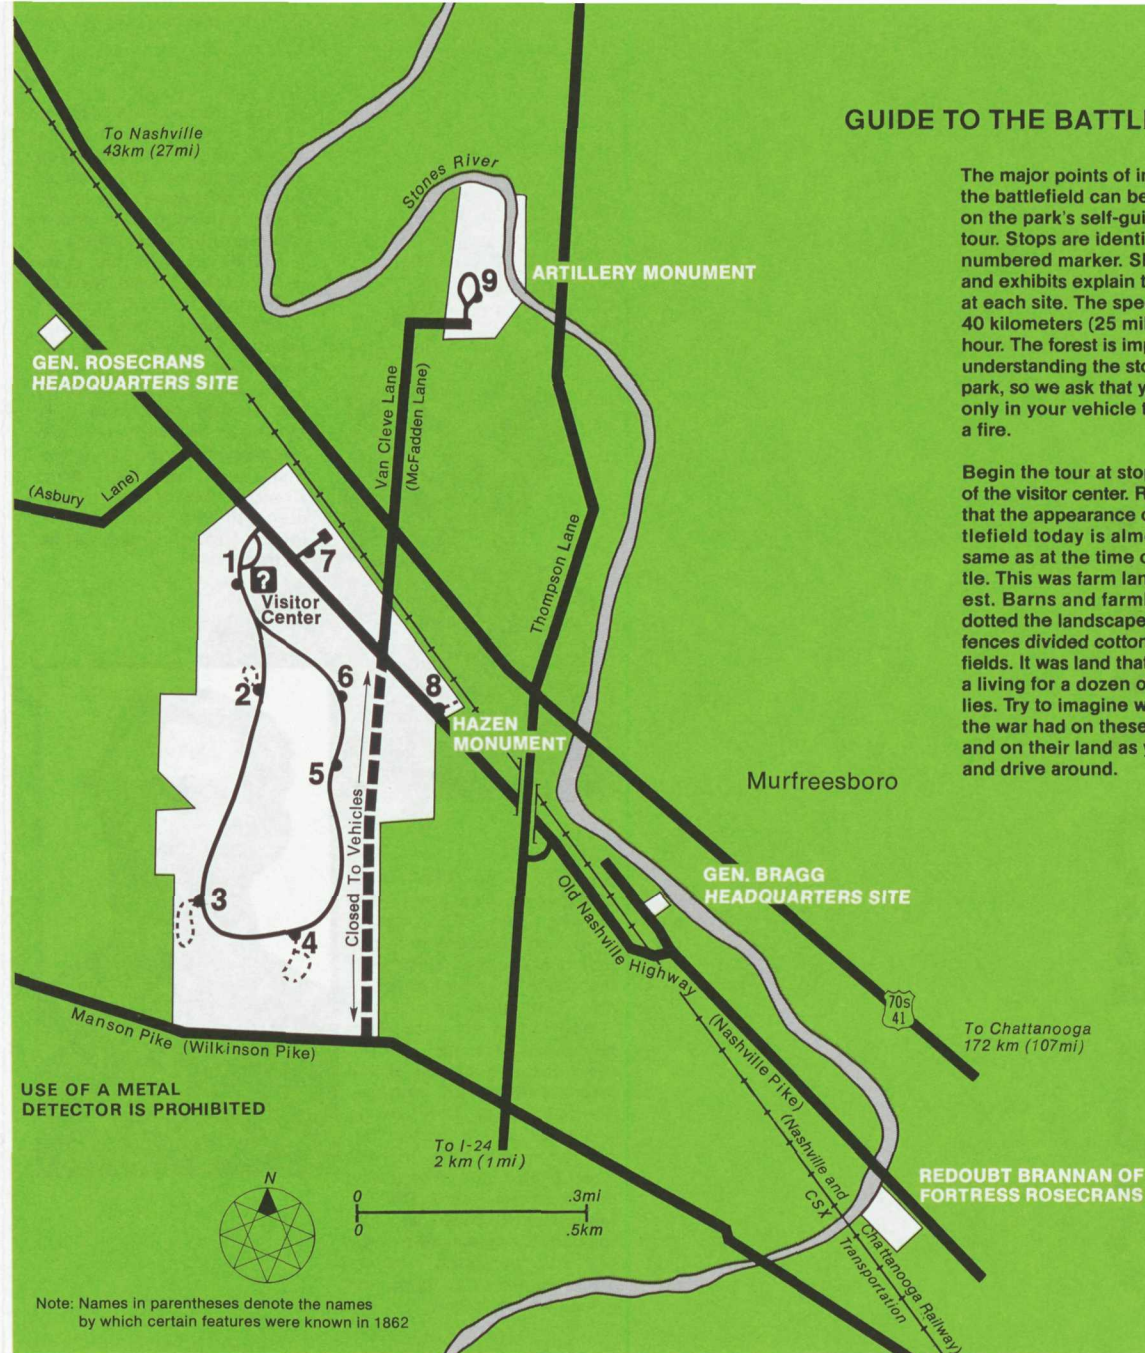 To Nashville
43km (27mi)
Stones River
GUIDE TO THE BATTL
The major points of i
the battlefield can be
on the park's self-gui
tour. Stops are identi
numbered marker. S
and exhibits explain t
at each site. The spe
40 kilometers (25 mi
hour. The forest is im
understanding the sto
park, so we ask that y
only in your vehicle
a fire.
Begin the tour at sto
of the visitor center. R
that the appearance
tlefield today is alm
same as at the time
tle. This was farm lan
est. Barns and farm
dotted the landscape
fences divided cotton
fields. It was land that
a living for a dozen o
lies. Try to imagine w
the war had on these
and on their land as
and drive around.
9
ARTILLERY MONUMENT
GEN. ROSECRANS
HEADQUARTERS SITE
Van Cleve Lane
(McFadden Lane)
(Asbury Lane)
Thompson Lane
1
?
Visitor
Center
7
2
6
8
HAZEN
MONUMENT
5
Murfreesboro
Closed To Vehicles
3
4
GEN. BRAGG
HEADQUARTERS SITE
Old Nashville Highway
(Nashville Pike)
70S
41
To Chattanooga
172 km (107mi)
Manson Pike (Wilkinson Pike)
USE OF A METAL
DETECTOR IS PROHIBITED
To I-24
2 km (1mi)
(Nashville and Chattanooga Railway)
CSX Transportation
REDOUBT BRANNAN OF
FORTRESS ROSECRANS
N
0 .3mi
0 .5km
Note: Names in parentheses denote the names
by which certain features were known in 1862